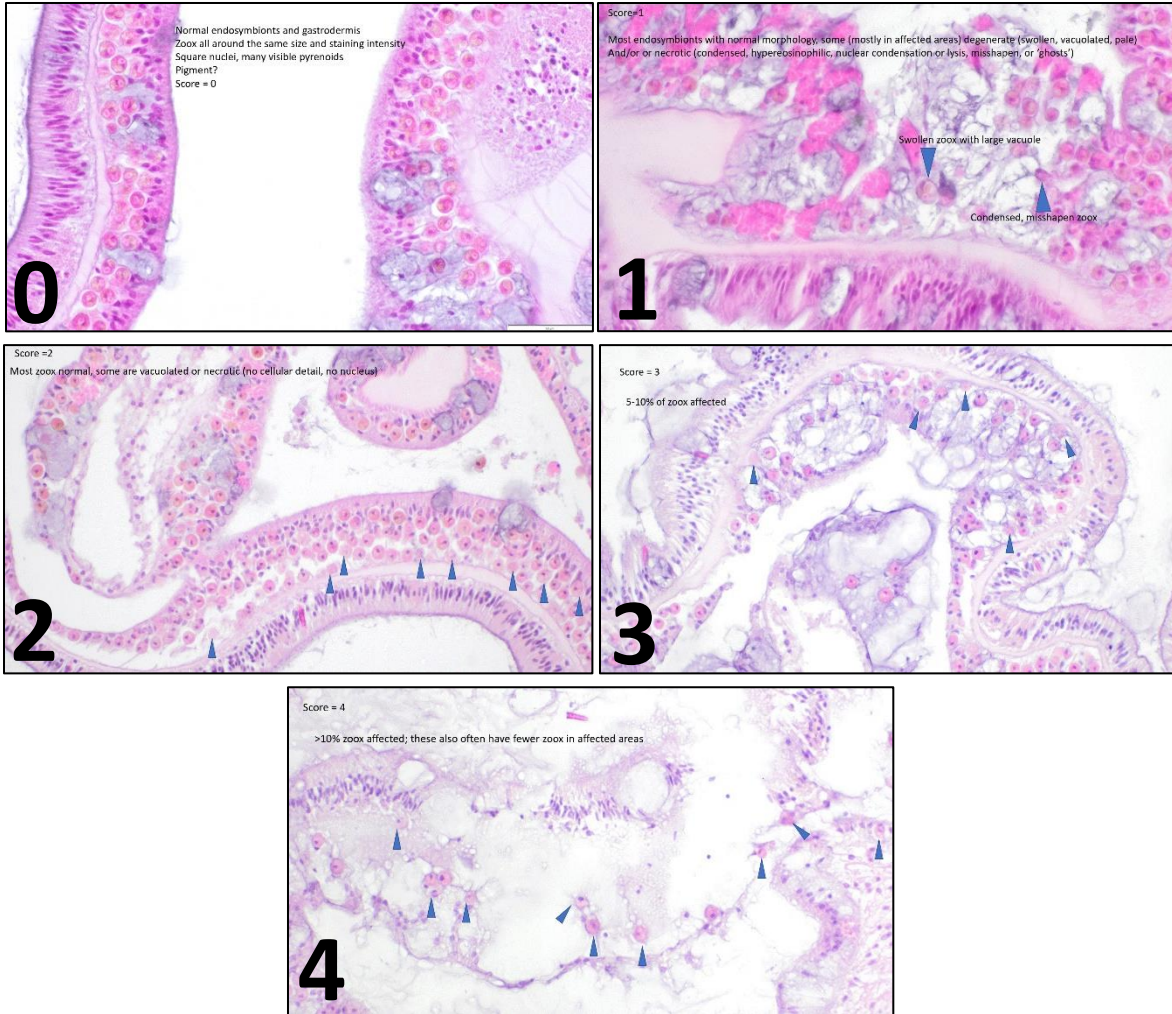 Normal endosymbionts and gastrodermis
Zoox all around the same size and staining intensity
Square nuclei, many visible pyrenoids
Pigment?
Score = 0
0
Score=1
Most endosymbionts with normal morphology, some (mostly in affected areas) degenerate (swollen, vacuolated, pale)
And/or or necrotic (condensed, hypereosinophilic, nuclear condensation or lysis, misshapen, or ‘ghosts’)
Swollen zoox with large vacuole
Condensed, misshapen zoox
1
Score =2
Most zoox normal, some are vacuolated or necrotic (no cellular detail, no nucleus)
2
Score = 3
5-10% of zoox affected
3
Score = 4
>10% zoox affected; these also often have fewer zoox in affected areas
4